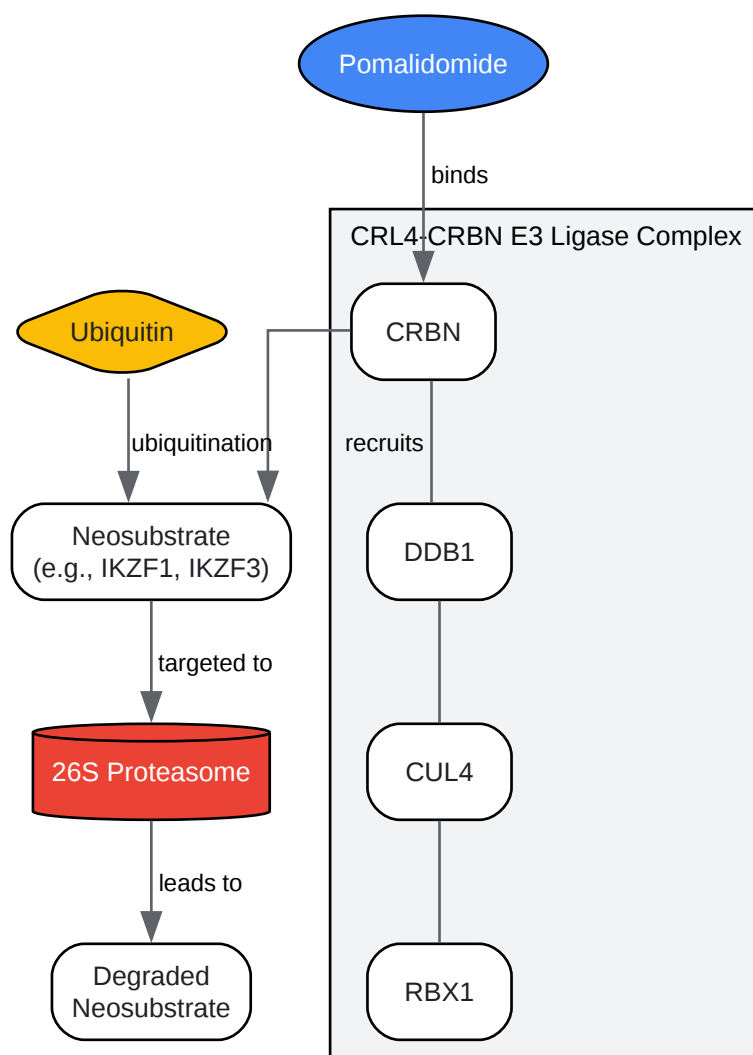 Pomalidomide
binds
CRL4-CRBN E3 Ligase Complex
Ubiquitin
CRBN
ubiquitination
recruits
Neosubstrate
(e.g., IKZF1, IKZF3)
DDB1
targeted to
26S Proteasome
CUL4
leads to
Degraded
Neosubstrate
RBX1